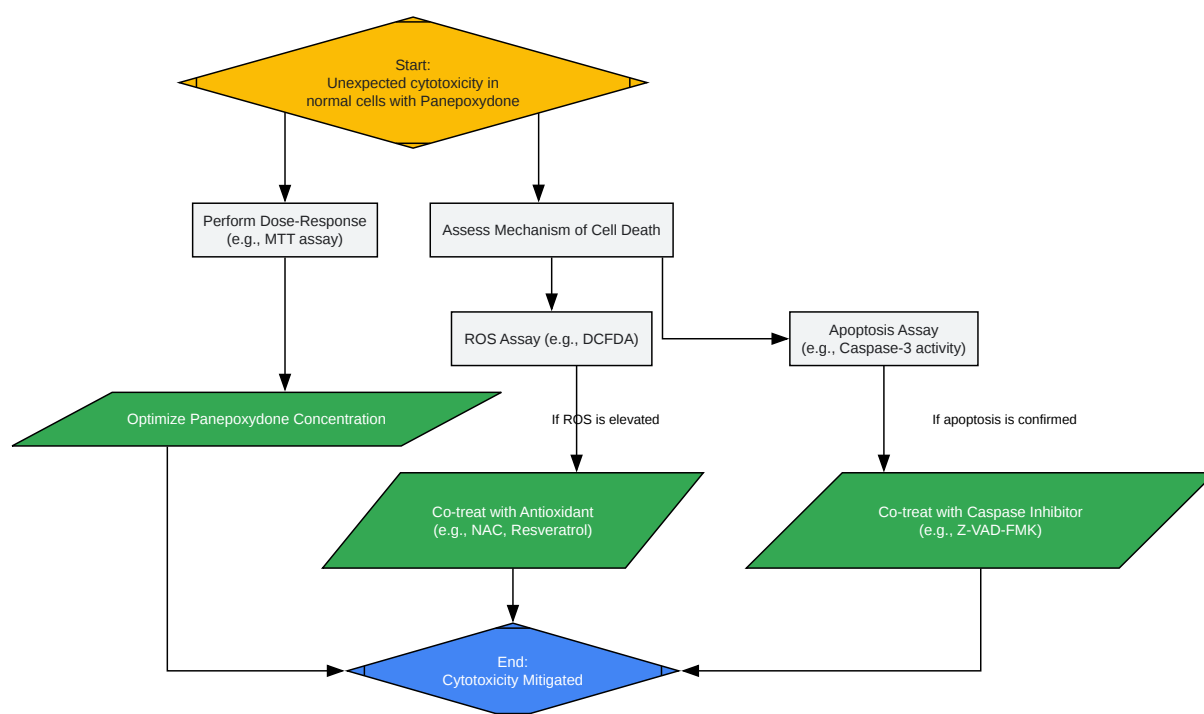 Start:
Unexpected cytotoxicity in
normal cells with Panepoxydone
Perform Dose-Response
(e.g., MTT assay)
Assess Mechanism of Cell Death
ROS Assay (e.g., DCFDA)
Apoptosis Assay
(e.g., Caspase-3 activity)
Optimize Panepoxydone Concentration
If ROS is elevated
If apoptosis is confirmed
Co-treat with Antioxidant
(e.g., NAC, Resveratrol)
Co-treat with Caspase Inhibitor
(e.g., Z-VAD-FMK)
End:
Cytotoxicity Mitigated